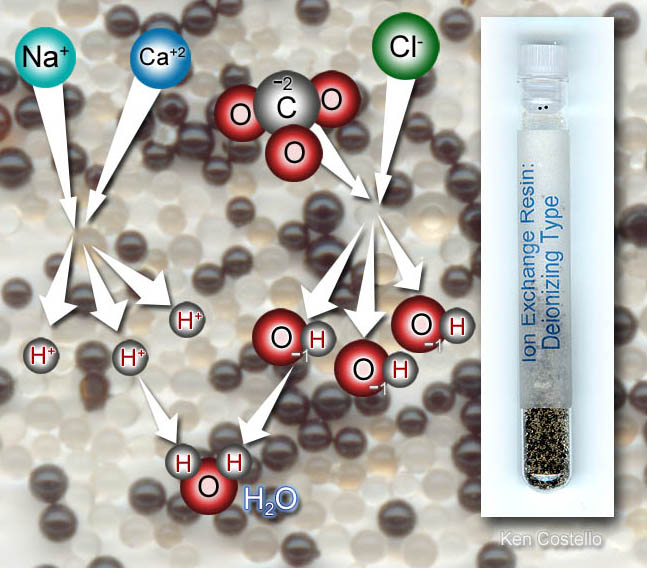 Na⁺
Ca⁺²
Cl⁻
⁻²
C
O
O
O
H⁺
H⁺
H⁺
O₋₁ H
O₋₁ H
O₋₁ H
H
H
O
H₂O
Ion Exchange Resin:
Deionizing Type
Ken Costello